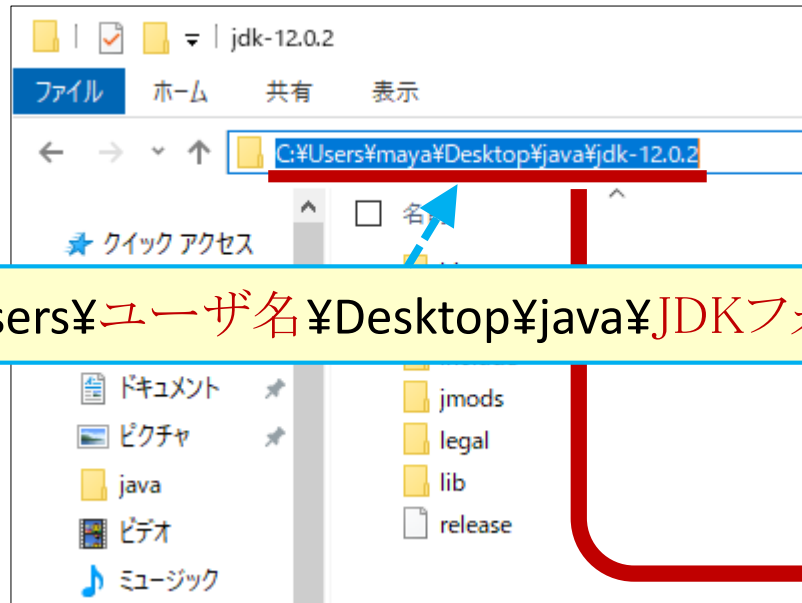 jdk-12.0.2
ファイル ホーム 共有 表示
C:¥Users¥maya¥Desktop¥java¥jdk-12.0.2
クイック アクセス
sers¥ユーザ名¥Desktop¥java¥JDKフ
ドキュメント
ピクチャ
java
ビデオ
ミュージック
jmods
legal
lib
release